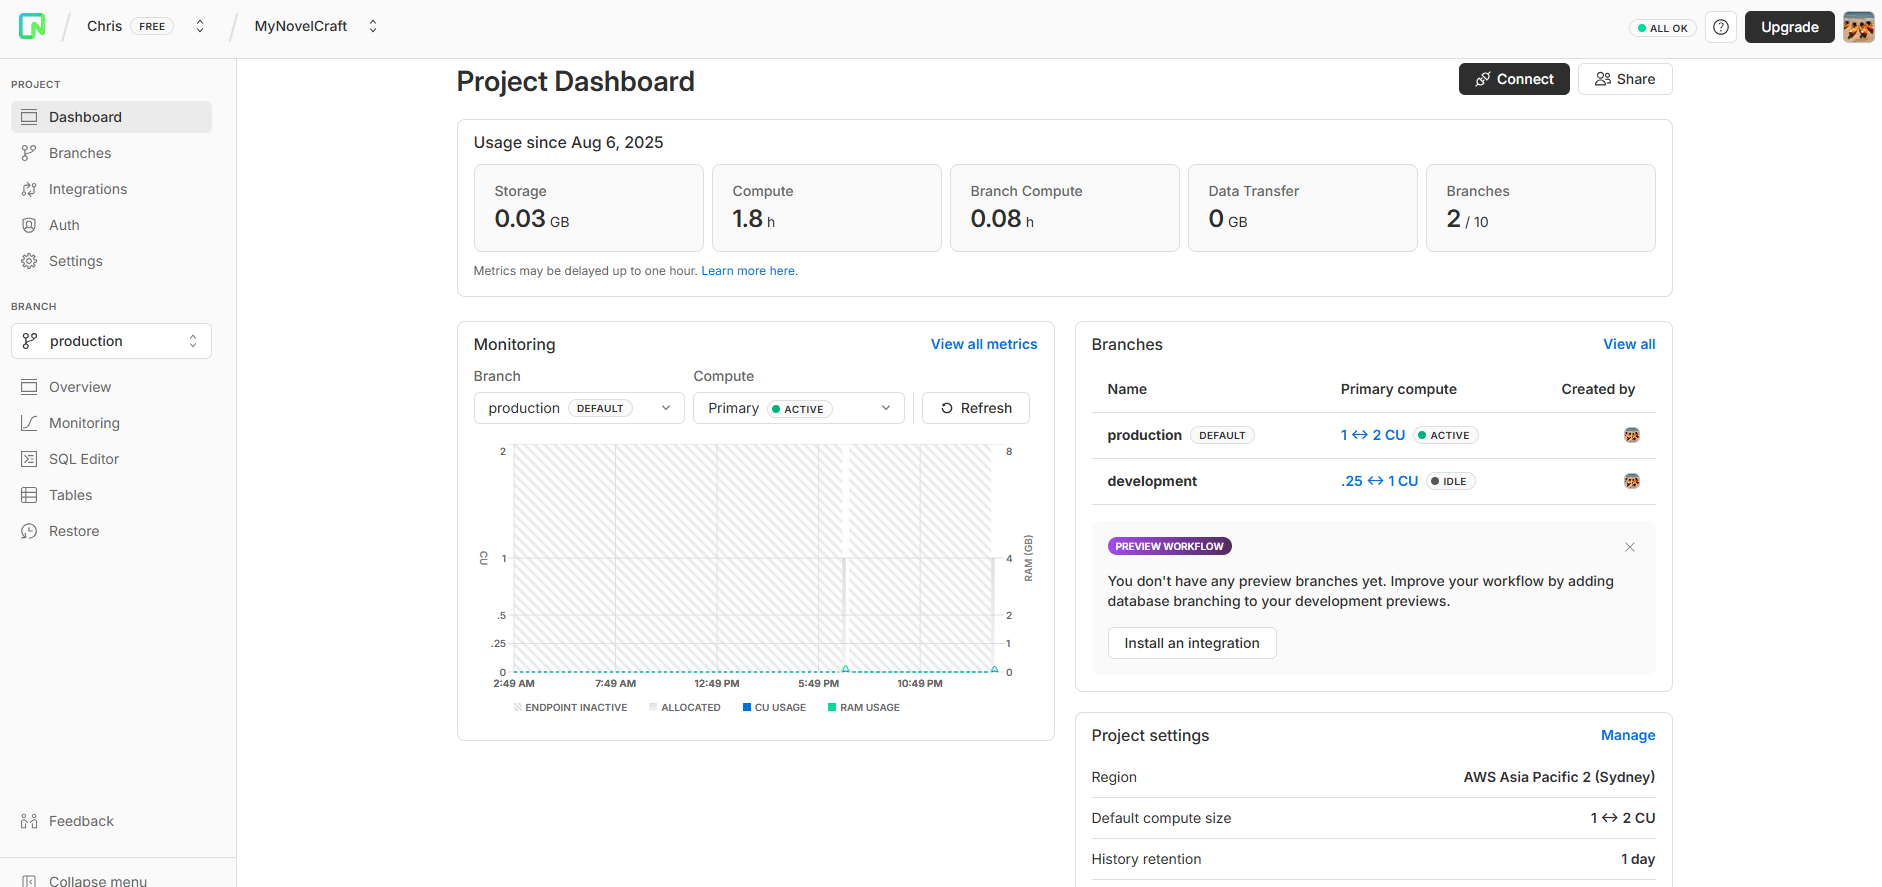 Chris FREE
MyNovelCraft
ALL OK
Upgrade
PROJECT
Dashboard
Branches
Integrations
Auth
Settings
BRANCH
production
Overview
Monitoring
SQL Editor
Tables
Restore
Feedback
Collapse menu
Project Dashboard
Connect
Share
Usage since Aug 6, 2025
Storage
0.03 GB
Compute
1.8 h
Branch Compute
0.08 h
Data Transfer
0 GB
Branches
2 / 10
Metrics may be delayed up to one hour. Learn more here.
Monitoring
View all metrics
Branch
Compute
production DEFAULT
Primary ACTIVE
Refresh
2
1
.5
.25
0
CU
8
4
2
1
0
RAM (GB)
2:49 AM
7:49 AM
12:49 PM
5:49 PM
10:49 PM
ENDPOINT INACTIVE
ALLOCATED
CU USAGE
RAM USAGE
Branches
View all
Name
Primary compute
Created by
production DEFAULT
1 ↔ 2 CU ACTIVE
development
.25 ↔ 1 CU IDLE
PREVIEW WORKFLOW
You don't have any preview branches yet. Improve your workflow by adding
database branching to your development previews.
Install an integration
Project settings
Manage
Region
AWS Asia Pacific 2 (Sydney)
Default compute size
1 ↔ 2 CU
History retention
1 day